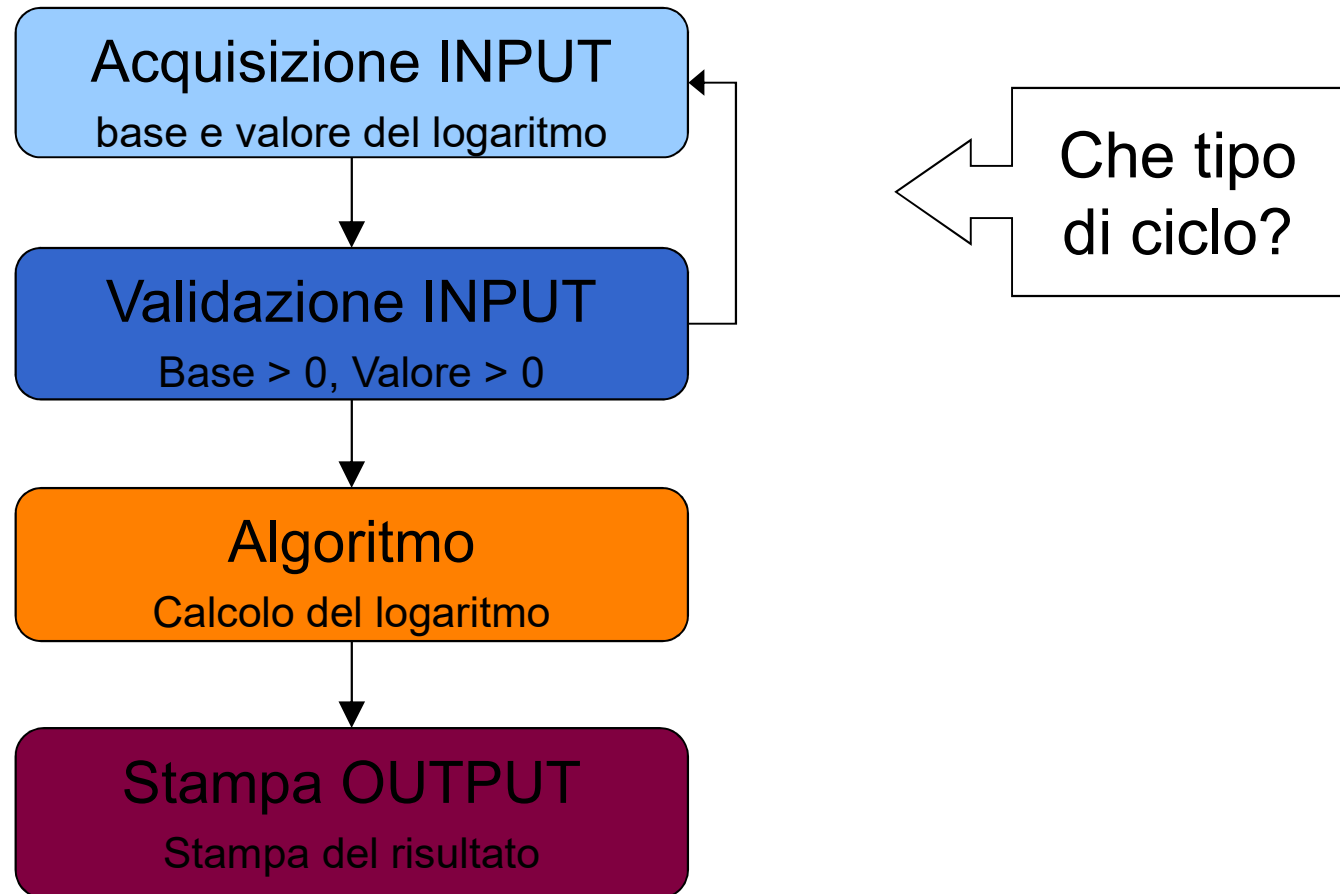 Acquisizione INPUT
base e valore del logaritmo
Che tipo
di ciclo?
Validazione INPUT
Base > 0, Valore > 0
Algoritmo
Calcolo del logaritmo
Stampa OUTPUT
Stampa del risultato